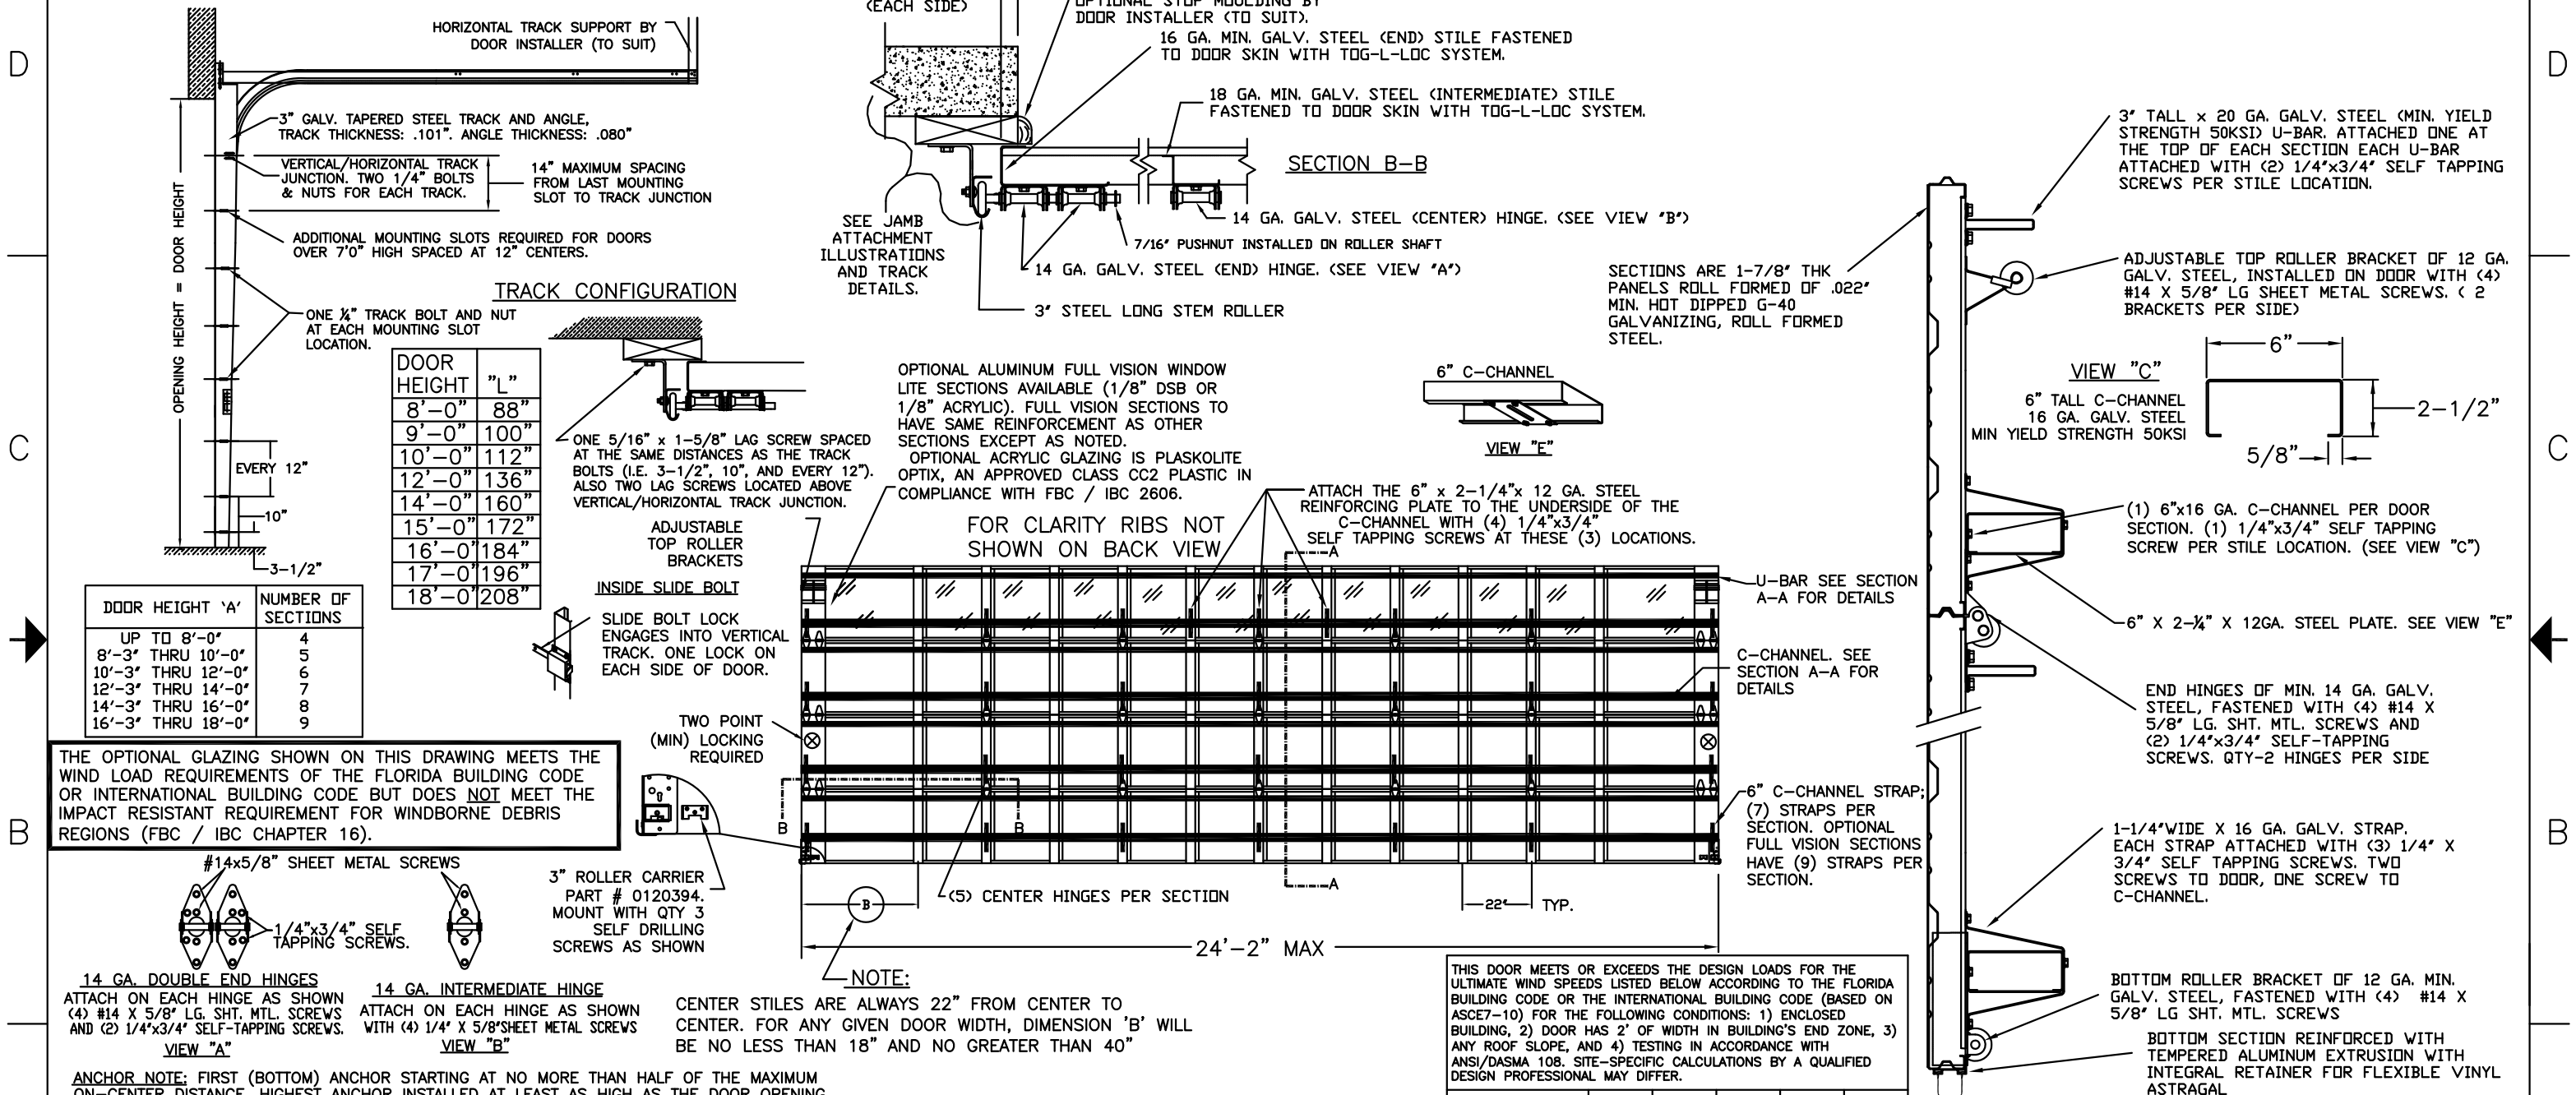 D
D
C
C
B
B
HORIZONTAL TRACK SUPPORT BY
DOOR INSTALLER (TO SUIT)
3" GALV. TAPERED STEEL TRACK AND ANGLE,
TRACK THICKNESS: .101". ANGLE THICKNESS: .080"
VERTICAL/HORIZONTAL TRACK
JUNCTION. TWO 1/4" BOLTS
& NUTS FOR EACH TRACK.
14" MAXIMUM SPACING
FROM LAST MOUNTING
SLOT TO TRACK JUNCTION
ADDITIONAL MOUNTING SLOTS REQUIRED FOR DOORS
OVER 7'0" HIGH SPACED AT 12" CENTERS.
OPENING HEIGHT = DOOR HEIGHT
TRACK CONFIGURATION
ONE ¼" TRACK BOLT AND NUT
AT EACH MOUNTING SLOT
LOCATION.
EVERY 12"
10"
3-1/2"
DOOR HEIGHT "L"
8'-0" 88"
9'-0" 100"
10'-0" 112"
12'-0" 136"
14'-0" 160"
15'-0" 172"
16'-0" 184"
17'-0" 196"
18'-0" 208"
DOOR HEIGHT 'A' NUMBER OF SECTIONS
UP TO 8'-0" 4
8'-3" THRU 10'-0" 5
10'-3" THRU 12'-0" 6
12'-3" THRU 14'-0" 7
14'-3" THRU 16'-0" 8
16'-3" THRU 18'-0" 9
THE OPTIONAL GLAZING SHOWN ON THIS DRAWING MEETS THE
WIND LOAD REQUIREMENTS OF THE FLORIDA BUILDING CODE
OR INTERNATIONAL BUILDING CODE BUT DOES NOT MEET THE
IMPACT RESISTANT REQUIREMENT FOR WINDBORNE DEBRIS
REGIONS (FBC / IBC CHAPTER 16).
#14x5/8" SHEET METAL SCREWS
1/4"x3/4" SELF
TAPPING SCREWS.
14 GA. DOUBLE END HINGES
ATTACH ON EACH HINGE AS SHOWN
(4) #14 X 5/8" LG. SHT. MTL. SCREWS
AND (2) 1/4"x3/4" SELF-TAPPING SCREWS.
VIEW "A"
14 GA. INTERMEDIATE HINGE
ATTACH ON EACH HINGE AS SHOWN
WITH (4) 1/4" X 5/8"SHEET METAL SCREWS
VIEW "B"
ANCHOR NOTE: FIRST (BOTTOM) ANCHOR STARTING AT NO MORE THAN HALF OF THE MAXIMUM
ON-CENTER DISTANCE. HIGHEST ANCHOR INSTALLED AT LEAST AS HIGH AS THE DOOR OPENING
(EACH SIDE)
OPTIONAL STOP MOULDING BY
DOOR INSTALLER (TO SUIT).
16 GA. MIN. GALV. STEEL (END) STILE FASTENED
TO DOOR SKIN WITH TOG-L-LOC SYSTEM.
18 GA. MIN. GALV. STEEL (INTERMEDIATE) STILE
FASTENED TO DOOR SKIN WITH TOG-L-LOC SYSTEM.
SECTION B-B
SEE JAMB
ATTACHMENT
ILLUSTRATIONS
AND TRACK
DETAILS.
14 GA. GALV. STEEL (CENTER) HINGE. (SEE VIEW "B")
7/16" PUSHNUT INSTALLED ON ROLLER SHAFT
14 GA. GALV. STEEL (END) HINGE. (SEE VIEW "A")
3" STEEL LONG STEM ROLLER
ONE 5/16" x 1-5/8" LAG SCREW SPACED
AT THE SAME DISTANCES AS THE TRACK
BOLTS (I.E. 3-1/2", 10", AND EVERY 12").
ALSO TWO LAG SCREWS LOCATED ABOVE
VERTICAL/HORIZONTAL TRACK JUNCTION.
OPTIONAL ALUMINUM FULL VISION WINDOW
LITE SECTIONS AVAILABLE (1/8" DSB OR
1/8" ACRYLIC). FULL VISION SECTIONS TO
HAVE SAME REINFORCEMENT AS OTHER
SECTIONS EXCEPT AS NOTED.
OPTIONAL ACRYLIC GLAZING IS PLASKOLITE
OPTIX, AN APPROVED CLASS CC2 PLASTIC IN
COMPLIANCE WITH FBC / IBC 2606.
6" C-CHANNEL
VIEW "E"
ATTACH THE 6" x 2-1/4"x 12 GA. STEEL
REINFORCING PLATE TO THE UNDERSIDE OF THE
C-CHANNEL WITH (4) 1/4"x3/4"
SELF TAPPING SCREWS AT THESE (3) LOCATIONS.
FOR CLARITY RIBS NOT
SHOWN ON BACK VIEW
ADJUSTABLE
TOP ROLLER
BRACKETS
INSIDE SLIDE BOLT
SLIDE BOLT LOCK
ENGAGES INTO VERTICAL
TRACK. ONE LOCK ON
EACH SIDE OF DOOR.
TWO POINT
(MIN) LOCKING
REQUIRED
3" ROLLER CARRIER
PART # 0120394.
MOUNT WITH QTY 3
SELF DRILLING
SCREWS AS SHOWN
A
A
B
B
B
U-BAR SEE SECTION
A-A FOR DETAILS
C-CHANNEL. SEE
SECTION A-A FOR
DETAILS
6" C-CHANNEL STRAP;
(7) STRAPS PER
SECTION. OPTIONAL
FULL VISION SECTIONS
HAVE (9) STRAPS PER
SECTION.
(5) CENTER HINGES PER SECTION
22" TYP.
24'-2" MAX
NOTE:
CENTER STILES ARE ALWAYS 22" FROM CENTER TO
CENTER. FOR ANY GIVEN DOOR WIDTH, DIMENSION 'B' WILL
BE NO LESS THAN 18" AND NO GREATER THAN 40"
THIS DOOR MEETS OR EXCEEDS THE DESIGN LOADS FOR THE
ULTIMATE WIND SPEEDS LISTED BELOW ACCORDING TO THE FLORIDA
BUILDING CODE OR THE INTERNATIONAL BUILDING CODE (BASED ON
ASCE7-10) FOR THE FOLLOWING CONDITIONS: 1) ENCLOSED
BUILDING, 2) DOOR HAS 2' OF WIDTH IN BUILDING'S END ZONE, 3)
ANY ROOF SLOPE, AND 4) TESTING IN ACCORDANCE WITH
ANSI/DASMA 108. SITE-SPECIFIC CALCULATIONS BY A QUALIFIED
DESIGN PROFESSIONAL MAY DIFFER.
SECTIONS ARE 1-7/8" THK
PANELS ROLL FORMED OF .022"
MIN. HOT DIPPED G-40
GALVANIZING, ROLL FORMED
STEEL.
3" TALL x 20 GA. GALV. STEEL (MIN. YIELD
STRENGTH 50KSI) U-BAR. ATTACHED ONE AT
THE TOP OF EACH SECTION EACH U-BAR
ATTACHED WITH (2) 1/4"x3/4" SELF TAPPING
SCREWS PER STILE LOCATION.
ADJUSTABLE TOP ROLLER BRACKET OF 12 GA.
GALV. STEEL, INSTALLED ON DOOR WITH (4)
#14 X 5/8" LG SHEET METAL SCREWS. ( 2
BRACKETS PER SIDE)
VIEW "C"
6" TALL C-CHANNEL
16 GA. GALV. STEEL
MIN YIELD STRENGTH 50KSI
6"
2-1/2"
5/8"
(1) 6"x16 GA. C-CHANNEL PER DOOR
SECTION. (1) 1/4"x3/4" SELF TAPPING
SCREW PER STILE LOCATION. (SEE VIEW "C")
6" X 2-¼" X 12GA. STEEL PLATE. SEE VIEW "E"
END HINGES OF MIN. 14 GA. GALV.
STEEL, FASTENED WITH (4) #14 X
5/8" LG. SHT. MTL. SCREWS AND
(2) 1/4"x3/4" SELF-TAPPING
SCREWS. QTY-2 HINGES PER SIDE
1-1/4"WIDE X 16 GA. GALV. STRAP.
EACH STRAP ATTACHED WITH (3) 1/4" X
3/4" SELF TAPPING SCREWS. TWO
SCREWS TO DOOR, ONE SCREW TO
C-CHANNEL.
BOTTOM ROLLER BRACKET OF 12 GA. MIN.
GALV. STEEL, FASTENED WITH (4) #14 X
5/8" LG SHT. MTL. SCREWS
BOTTOM SECTION REINFORCED WITH
TEMPERED ALUMINUM EXTRUSION WITH
INTEGRAL RETAINER FOR FLEXIBLE VINYL
ASTRAGAL